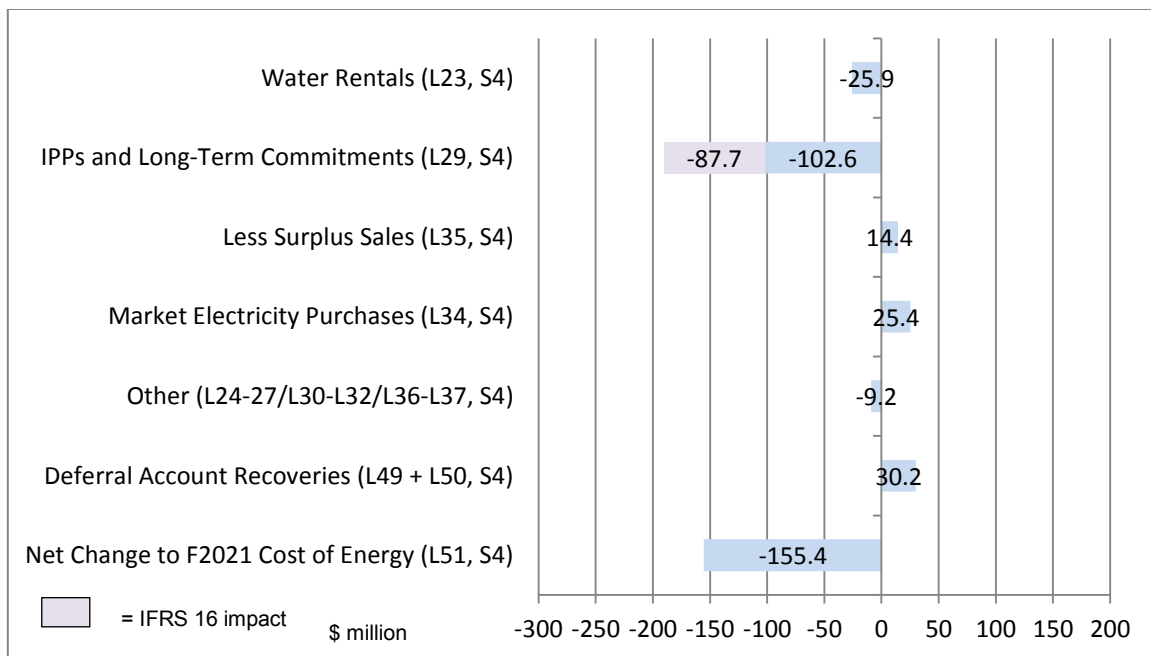 Water Rentals (L23, S4) -25.9
IPPs and Long-Term Commitments (L29, S4) -87.7 -102.6
Less Surplus Sales (L35, S4) 14.4
Market Electricity Purchases (L34, S4) 25.4
Other (L24-27/L30-L32/L36-L37, S4) -9.2
Deferral Account Recoveries (L49 + L50, S4) 30.2
Net Change to F2021 Cost of Energy (L51, S4) -155.4
= IFRS 16 impact
$ million
-300 -250 -200 -150 -100 -50 0 50 100 150 200